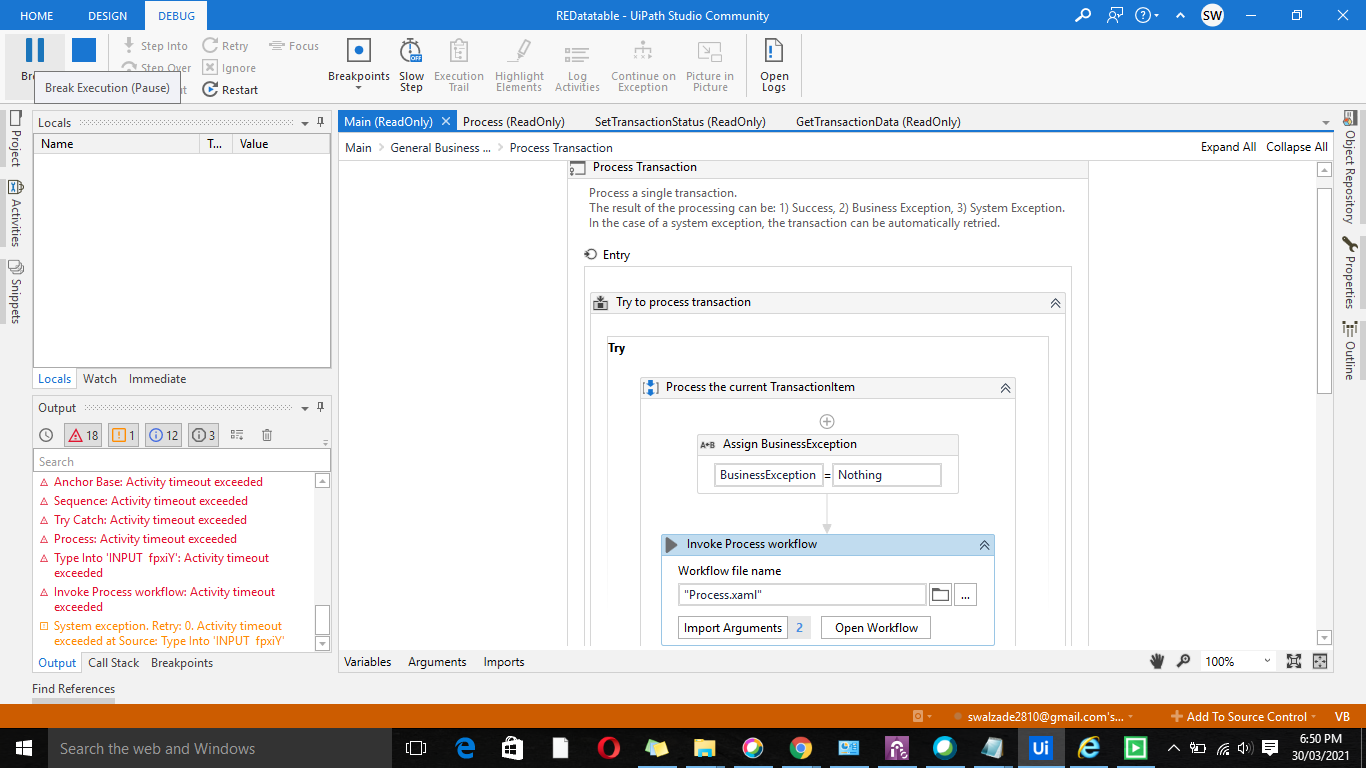 HOME DESIGN DEBUG REDatatable - UiPath Studio Community SW
Step Into Retry Focus
Step Over Ignore
Restart
Breakpoints Slow Step Execution Trail Highlight Elements Log Activities Continue on Exception Picture in Picture Open Logs
Break Execution (Pause)
Project
Activities
Snippets
Locals
Name T... Value
Locals Watch Immediate
Output
18 1 12 3
Search
Anchor Base: Activity timeout exceeded
Sequence: Activity timeout exceeded
Try Catch: Activity timeout exceeded
Process: Activity timeout exceeded
Type Into 'INPUT fpxiY': Activity timeout
exceeded
Invoke Process workflow: Activity timeout
exceeded
System exception. Retry: 0. Activity timeout
exceeded at Source: Type Into 'INPUT fpxiY'
Output Call Stack Breakpoints
Find References
Main (ReadOnly) Process (ReadOnly) SetTransactionStatus (ReadOnly) GetTransactionData (ReadOnly)
Main General Business ... Process Transaction Expand All Collapse All
Process Transaction
Process a single transaction.
The result of the processing can be: 1) Success, 2) Business Exception, 3) System Exception.
In the case of a system exception, the transaction can be automatically retried.
Entry
Try to process transaction
Try
Process the current TransactionItem
A+B Assign BusinessException
BusinessException = Nothing
Invoke Process workflow
Workflow file name
"Process.xaml" ...
Import Arguments 2 Open Workflow
Variables Arguments Imports 100%
Object Repository
Properties
Outline
swalzade2810@gmail.com's... Add To Source Control VB
Search the web and Windows
Ui
6:50 PM
30/03/2021